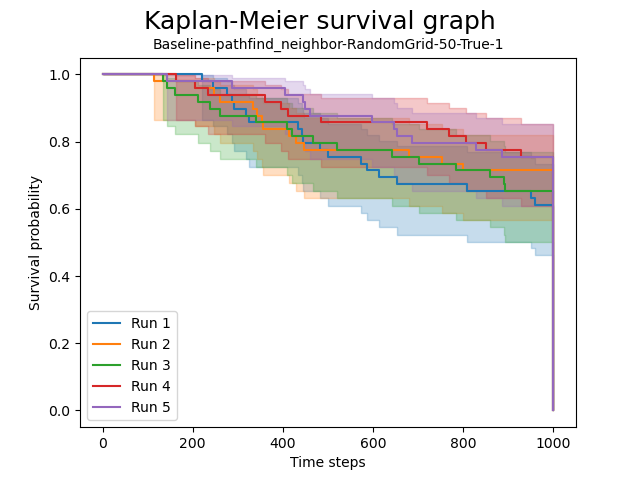 Kaplan-Meier survival graph
Baseline-pathfind_neighbor-RandomGrid-50-True-1
Survival probability
1.0
0.8
0.6
0.4
0.2
0.0
Run 1
Run 2
Run 3
Run 4
Run 5
0 200 400 600 800 1000
Time steps